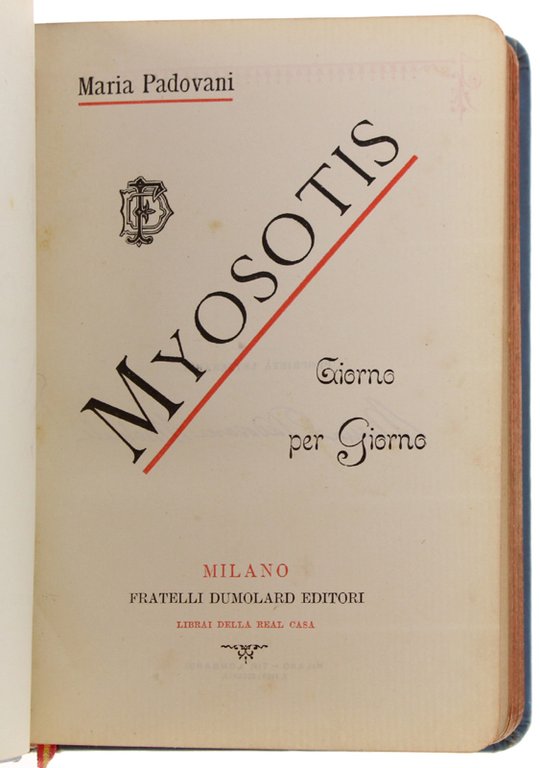 Maria Padovani
MYOSOTIS
Giorno
per Giorno
MILANO
FRATELLI DUMOLARD EDITORI
LIBRAI DELLA REAL CASA